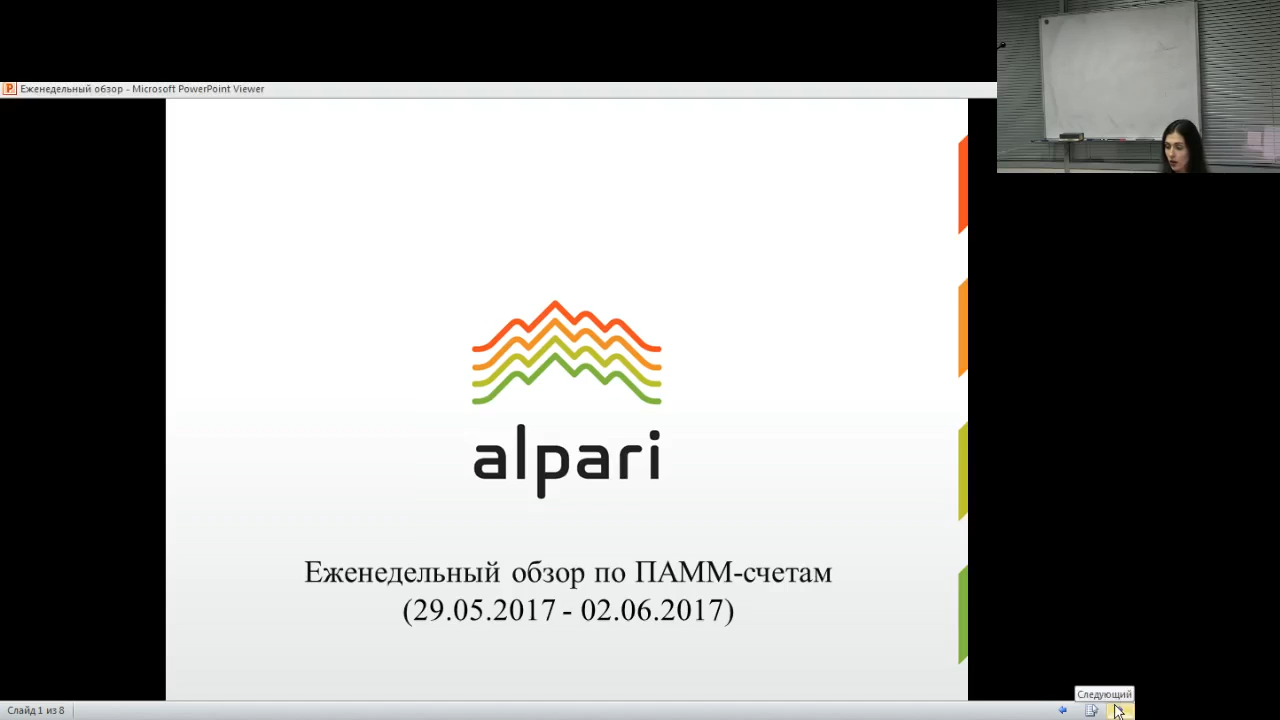 Еженедельный обзор - Microsoft PowerPoint Viewer
alpari
Еженедельный обзор по ПАММ-счетам
(29.05.2017 - 02.06.2017)
Следующий
Слайд 1 из 8